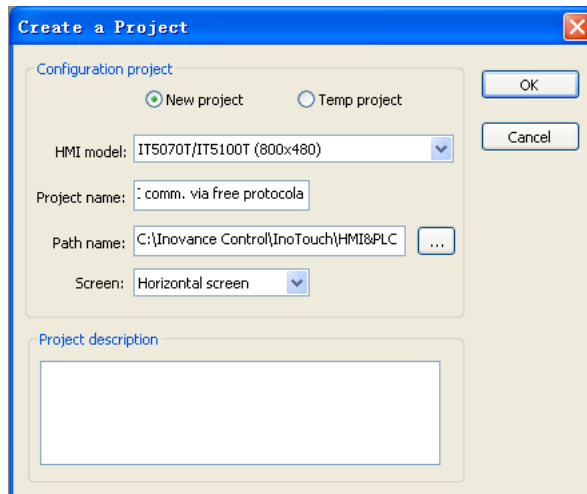 Create a Project
Configuration project
New project
Temp project
OK
HMI model: IT5070T/IT5100T (800x480)
Cancel
Project name: comm. via free protocola
Path name: C:\Inovance Control\InoTouch\HMI&PLC ...
Screen: Horizontal screen
Project description